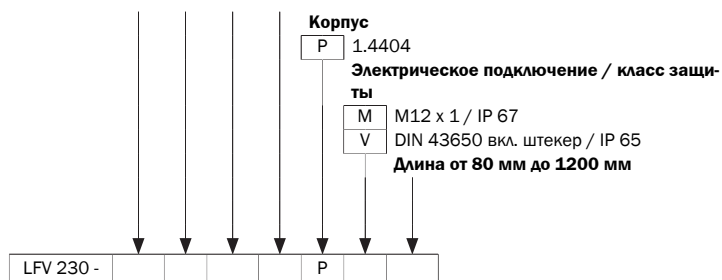 Корпус
P 1.4404
Электрическое подключение / класс защи-
ты
M M12 x 1 / IP 67
V DIN 43650 вкл. штекер / IP 65
Длина от 80 мм до 1200 мм
LFV 230 - P